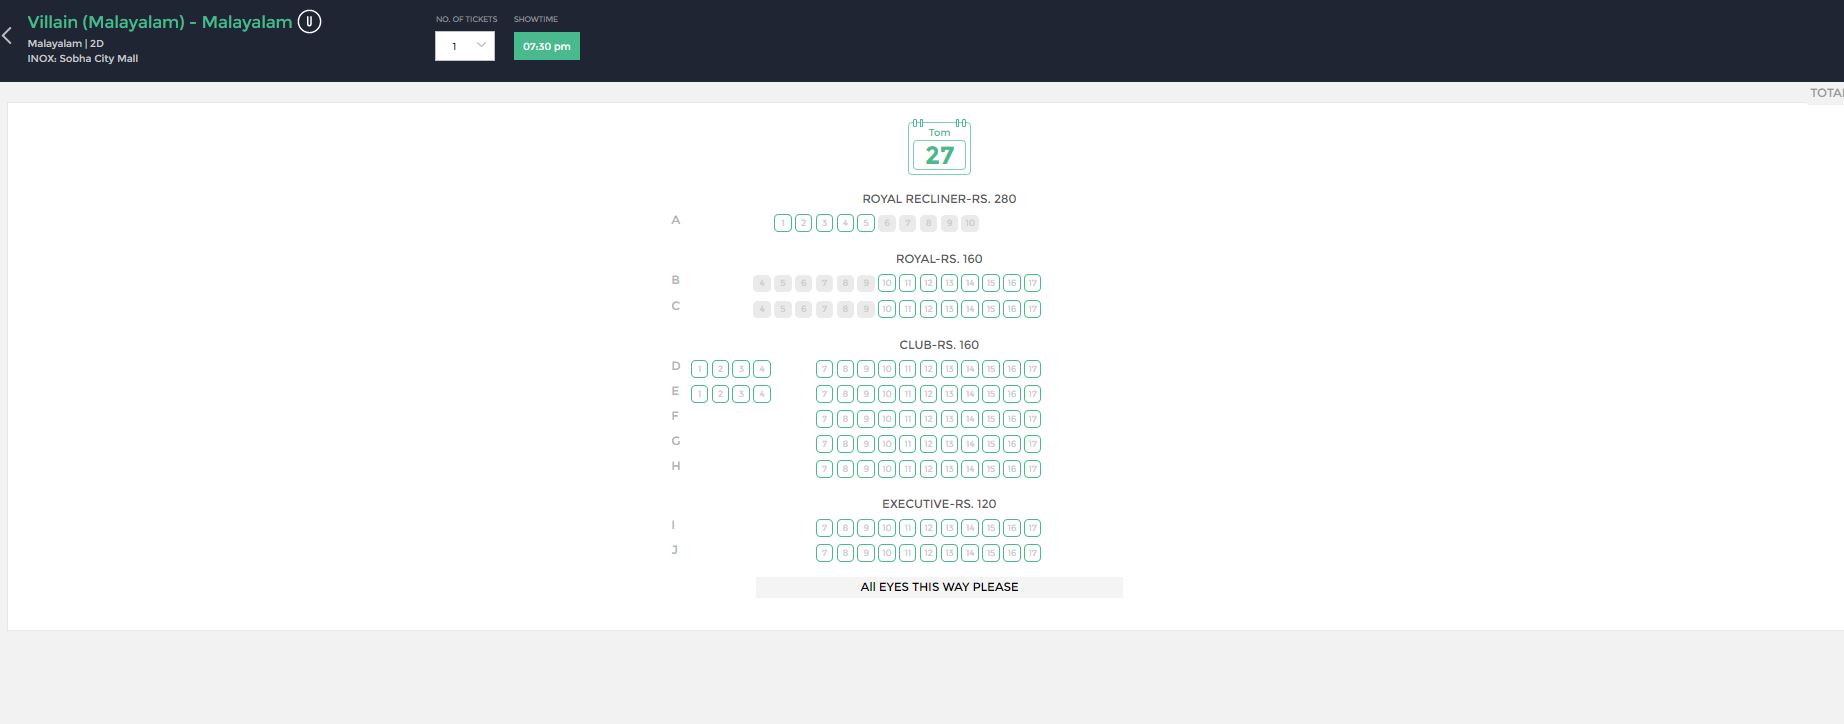 Villain (Malayalam) - Malayalam U
Malayalam | 2D
INOX: Sobha City Mall
NO. OF TICKETS SHOWTIME
1 07:30 pm
TOTAL
Tom
27
ROYAL RECLINER-RS. 280
A 1 2 3 4 5 6 7 8 9 10
ROYAL-RS. 160
B 4 5 6 7 8 9 10 11 12 13 14 15 16 17
C 4 5 6 7 8 9 10 11 12 13 14 15 16 17
CLUB-RS. 160
D 1 2 3 4 7 8 9 10 11 12 13 14 15 16 17
E 1 2 3 4 7 8 9 10 11 12 13 14 15 16 17
F 7 8 9 10 11 12 13 14 15 16 17
G 7 8 9 10 11 12 13 14 15 16 17
H 7 8 9 10 11 12 13 14 15 16 17
EXECUTIVE-RS. 120
I 7 8 9 10 11 12 13 14 15 16 17
J 7 8 9 10 11 12 13 14 15 16 17
All EYES THIS WAY PLEASE